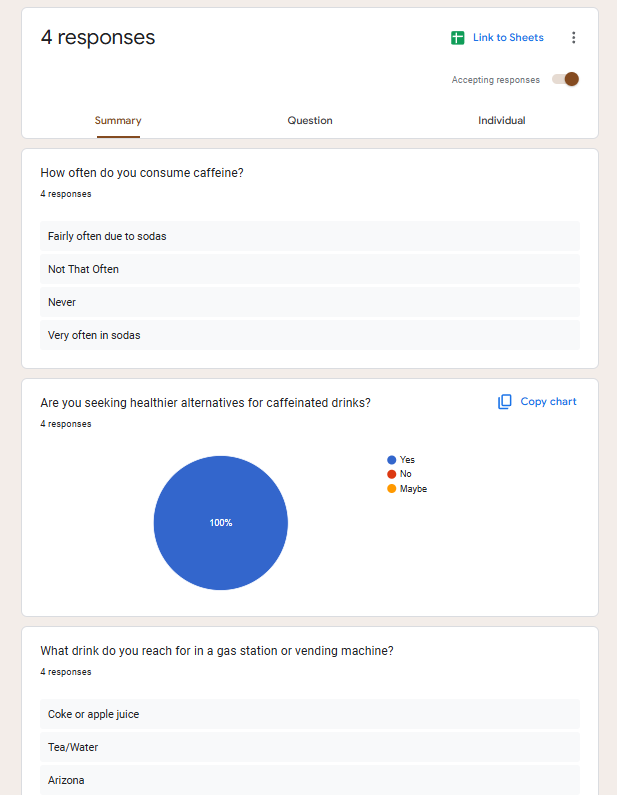 4 responses
Link to Sheets
Accepting responses
Summary
Question
Individual
How often do you consume caffeine?
4 responses
Fairly often due to sodas
Not That Often
Never
Very often in sodas
Are you seeking healthier alternatives for caffeinated drinks?
Copy chart
4 responses
Yes
No
Maybe
100%
What drink do you reach for in a gas station or vending machine?
4 responses
Coke or apple juice
Tea/Water
Arizona